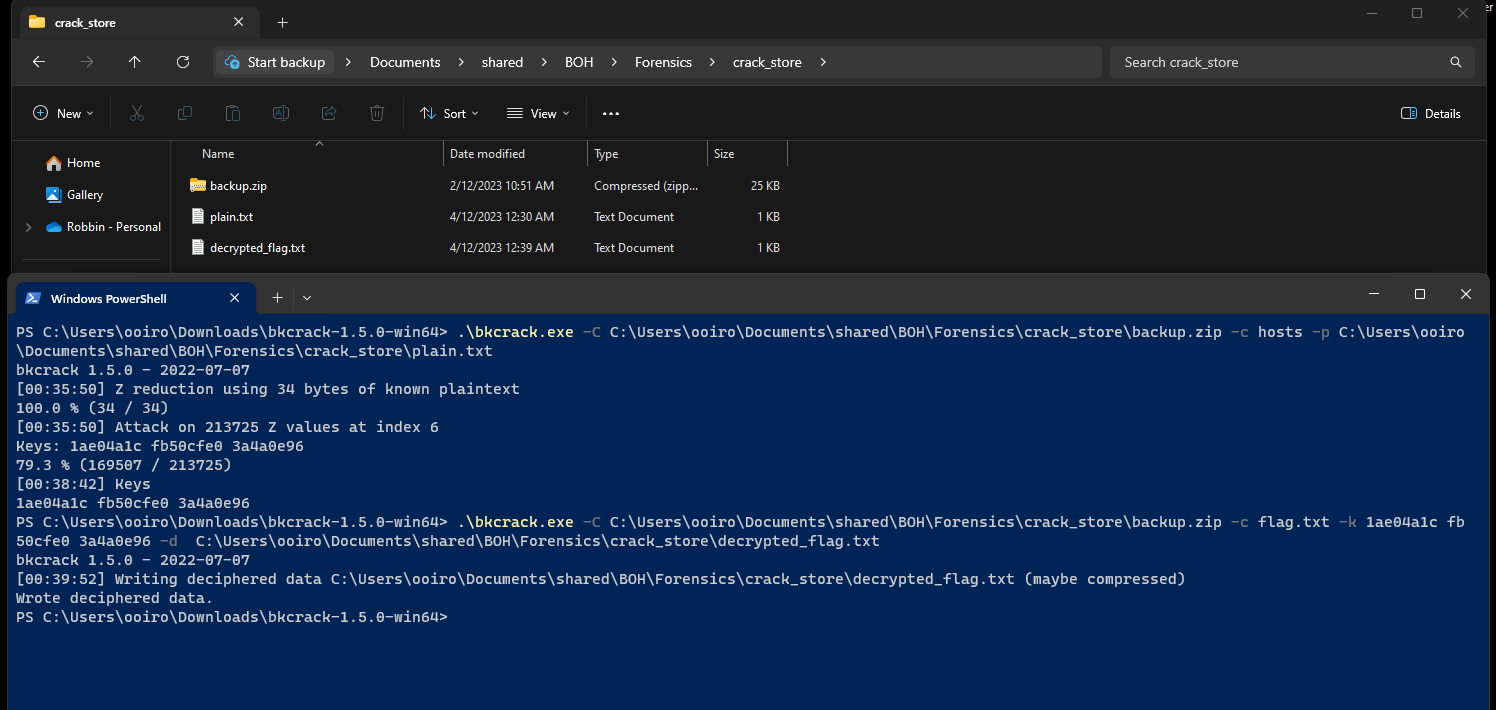 er
crack_store
Start backup > Documents > shared > BOH > Forensics > crack_store >
Search crack_store
New
Sort
View
Details
Name Date modified Type Size
Home
Gallery
Robbin - Personal
backup.zip 2/12/2023 10:51 AM Compressed (zipp... 25 KB
plain.txt 4/12/2023 12:30 AM Text Document 1 KB
decrypted_flag.txt 4/12/2023 12:39 AM Text Document 1 KB
Windows PowerShell
PS C:\Users\ooiro\Downloads\bkcrack-1.5.0-win64> .\bkcrack.exe -C C:\Users\ooiro\Documents\shared\BOH\Forensics\crack_store\backup.zip -c hosts -p C:\Users\ooiro
\Documents\shared\BOH\Forensics\crack_store\plain.txt
bkcrack 1.5.0 - 2022-07-07
[00:35:50] Z reduction using 34 bytes of known plaintext
100.0 % (34 / 34)
[00:35:50] Attack on 213725 Z values at index 6
Keys: 1ae04a1c fb50cfe0 3a4a0e96
79.3 % (169507 / 213725)
[00:38:42] Keys
1ae04a1c fb50cfe0 3a4a0e96
PS C:\Users\ooiro\Downloads\bkcrack-1.5.0-win64> .\bkcrack.exe -C C:\Users\ooiro\Documents\shared\BOH\Forensics\crack_store\backup.zip -c flag.txt -k 1ae04a1c fb
50cfe0 3a4a0e96 -d  C:\Users\ooiro\Documents\shared\BOH\Forensics\crack_store\decrypted_flag.txt
bkcrack 1.5.0 - 2022-07-07
[00:39:52] Writing deciphered data C:\Users\ooiro\Documents\shared\BOH\Forensics\crack_store\decrypted_flag.txt (maybe compressed)
Wrote deciphered data.
PS C:\Users\ooiro\Downloads\bkcrack-1.5.0-win64>